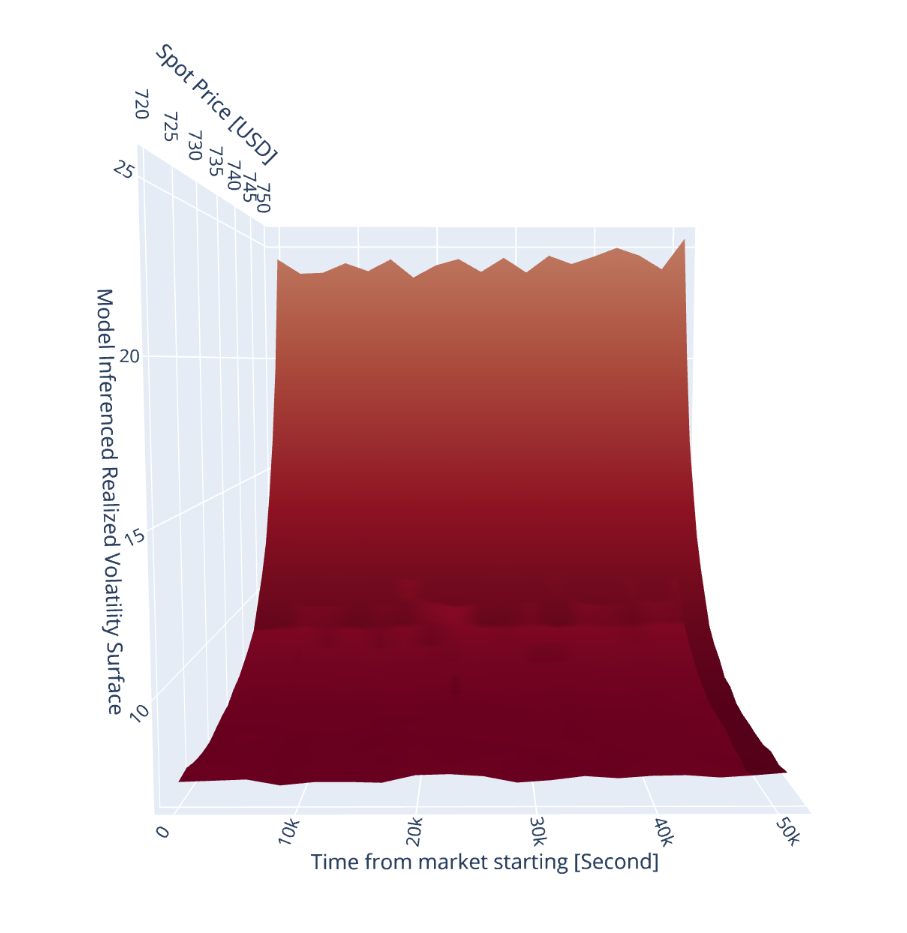 Spot Price [USD]
720
725
730
735
740
745
750
25
20
15
10
Model Inferenced Realized Volatility Surface
0
10k
20k
30k
40k
50k
Time from market starting [Second]